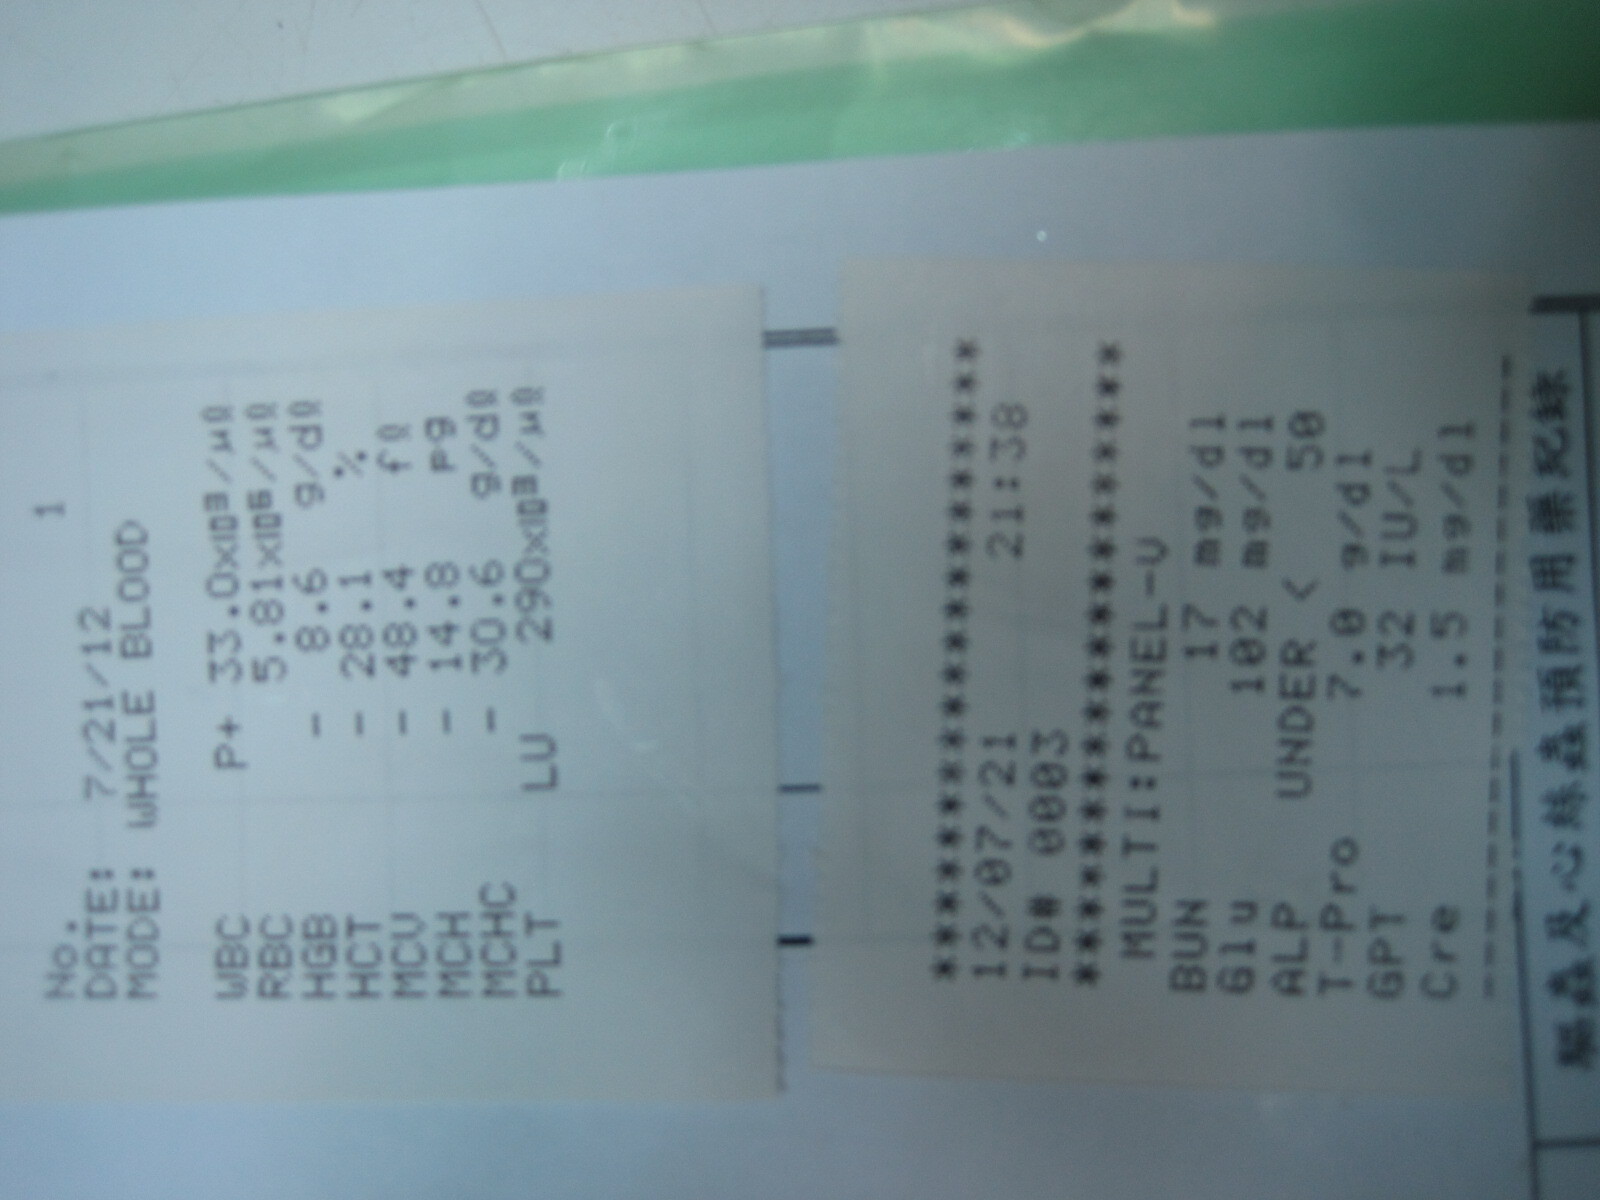 No. 1
DATE: 7/21/12
MODE: WHOLE BLOOD
WBC P+ 33.0x10³/µℓ
RBC 5.81x10⁶/µℓ
HGB - 8.6 g/dℓ
HCT - 28.1 %
MCV - 48.4 fℓ
MCH - 14.8 pg
MCHC - 30.6 g/dℓ
PLT LU 290x10³/µℓ
**********************
12/07/21 21:38
ID# 0003
**********************
MULTI:PANEL-V
BUN 17 mg/dl
Glu 102 mg/dl
ALP UNDER < 50
T-Pro 7.0 g/dl
GPT 32 IU/L
Cre 1.5 mg/dl
驅蟲及心絲蟲預防用藥紀錄